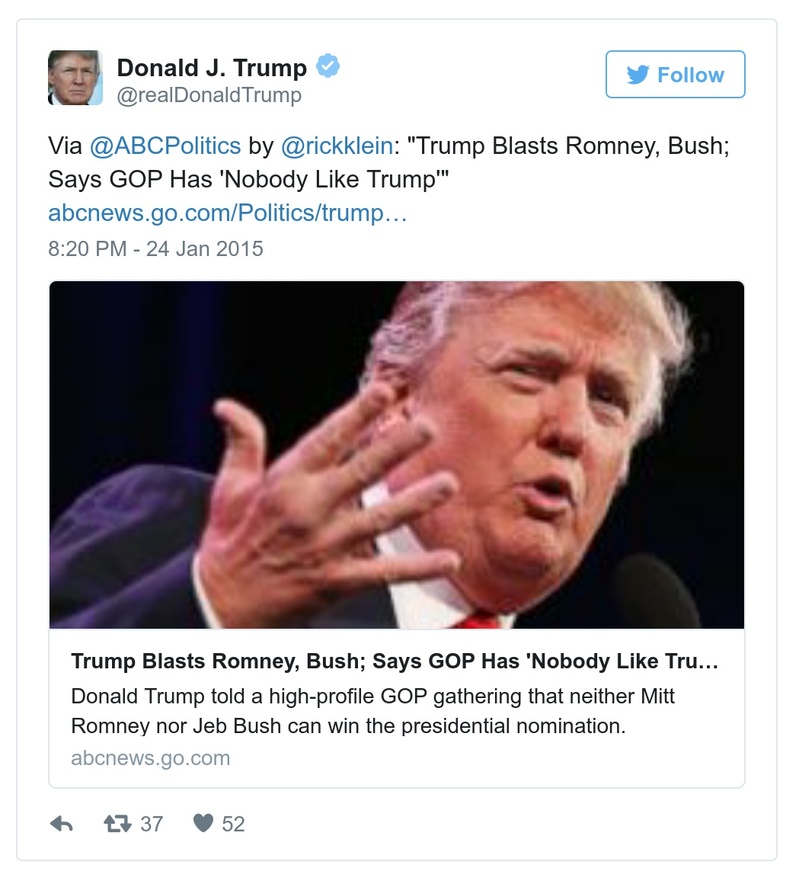 Donald J. Trump
@realDonaldTrump
Follow
Via @ABCPolitics by @rickklein: "Trump Blasts Romney, Bush;
Says GOP Has 'Nobody Like Trump'"
abcnews.go.com/Politics/trump…
8:20 PM - 24 Jan 2015
Trump Blasts Romney, Bush; Says GOP Has 'Nobody Like Tru…
Donald Trump told a high-profile GOP gathering that neither Mitt
Romney nor Jeb Bush can win the presidential nomination.
abcnews.go.com
37 52